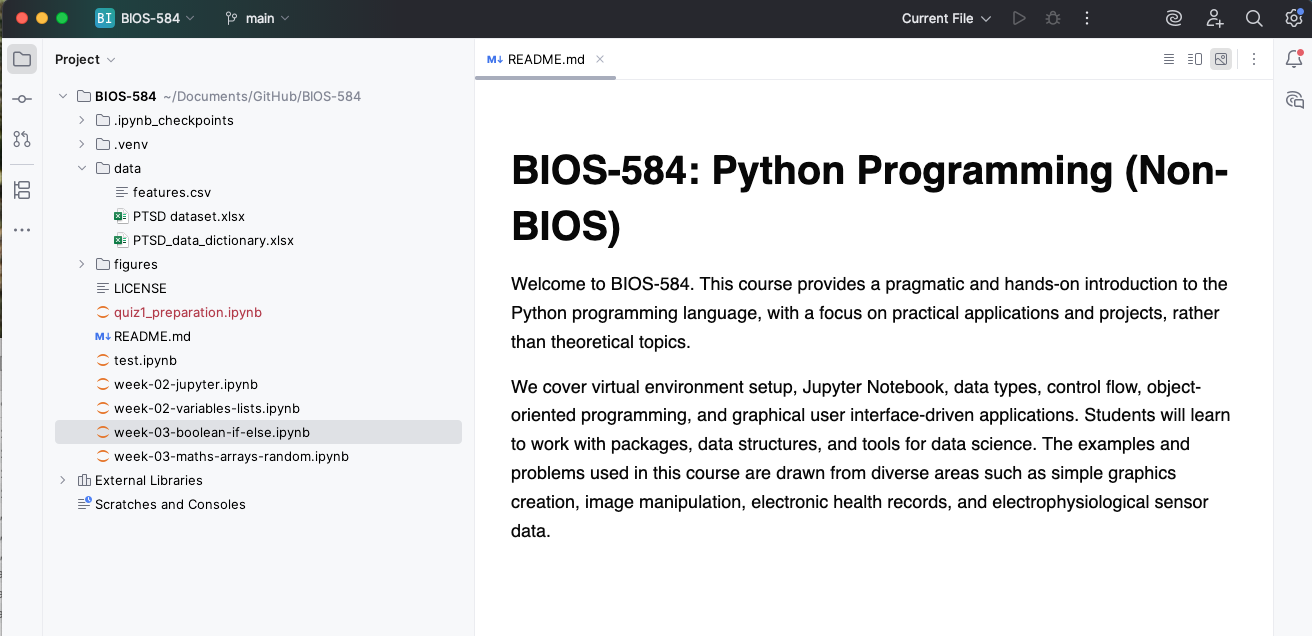 BI BIOS-584 main Current File
Project
M↓ README.md
BIOS-584 ~/Documents/GitHub/BIOS-584
.ipynb_checkpoints
.venv
data
features.csv
PTSD dataset.xlsx
PTSD_data_dictionary.xlsx
figures
LICENSE
quiz1_preparation.ipynb
M↓ README.md
test.ipynb
week-02-jupyter.ipynb
week-02-variables-lists.ipynb
week-03-boolean-if-else.ipynb
week-03-maths-arrays-random.ipynb
External Libraries
Scratches and Consoles
BIOS-584: Python Programming (Non-
BIOS)
Welcome to BIOS-584. This course provides a pragmatic and hands-on introduction to the
Python programming language, with a focus on practical applications and projects, rather
than theoretical topics.
We cover virtual environment setup, Jupyter Notebook, data types, control flow, object-
oriented programming, and graphical user interface-driven applications. Students will learn
to work with packages, data structures, and tools for data science. The examples and
problems used in this course are drawn from diverse areas such as simple graphics
creation, image manipulation, electronic health records, and electrophysiological sensor
data.